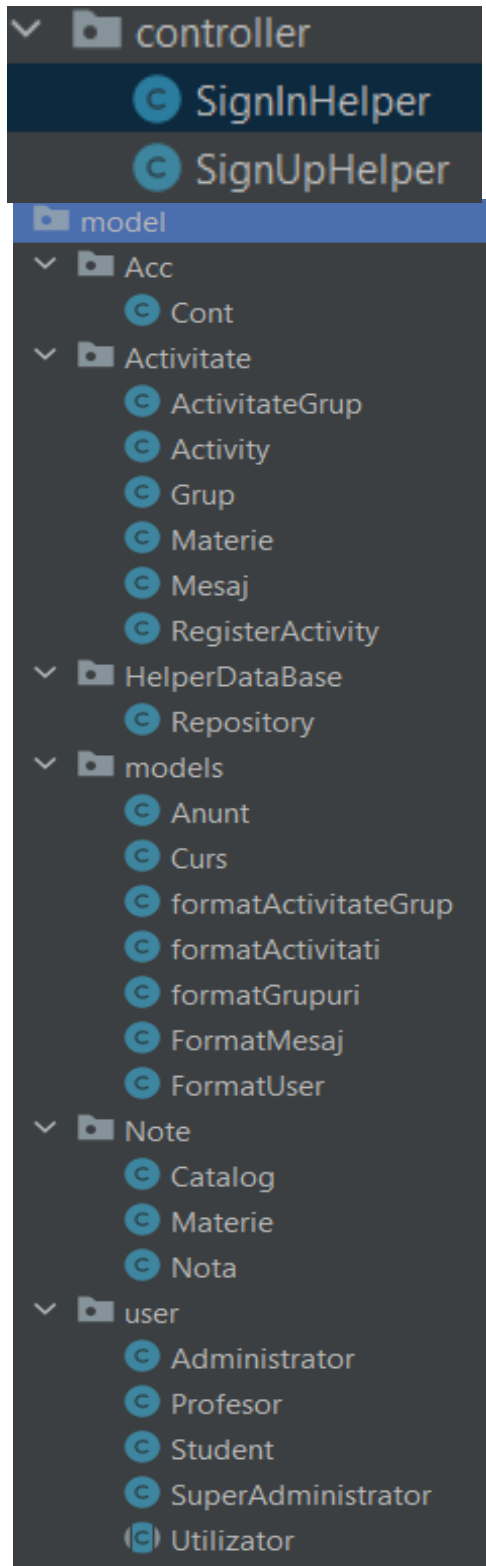 controller
SignInHelper
SignUpHelper
model
Acc
Cont
Activitate
ActivitateGrup
Activity
Grup
Materie
Mesaj
RegisterActivity
HelperDataBase
Repository
models
Anunt
Curs
formatActivitateGrup
formatActivitati
formatGrupuri
FormatMesaj
FormatUser
Note
Catalog
Materie
Nota
user
Administrator
Profesor
Student
SuperAdministrator
Utilizator